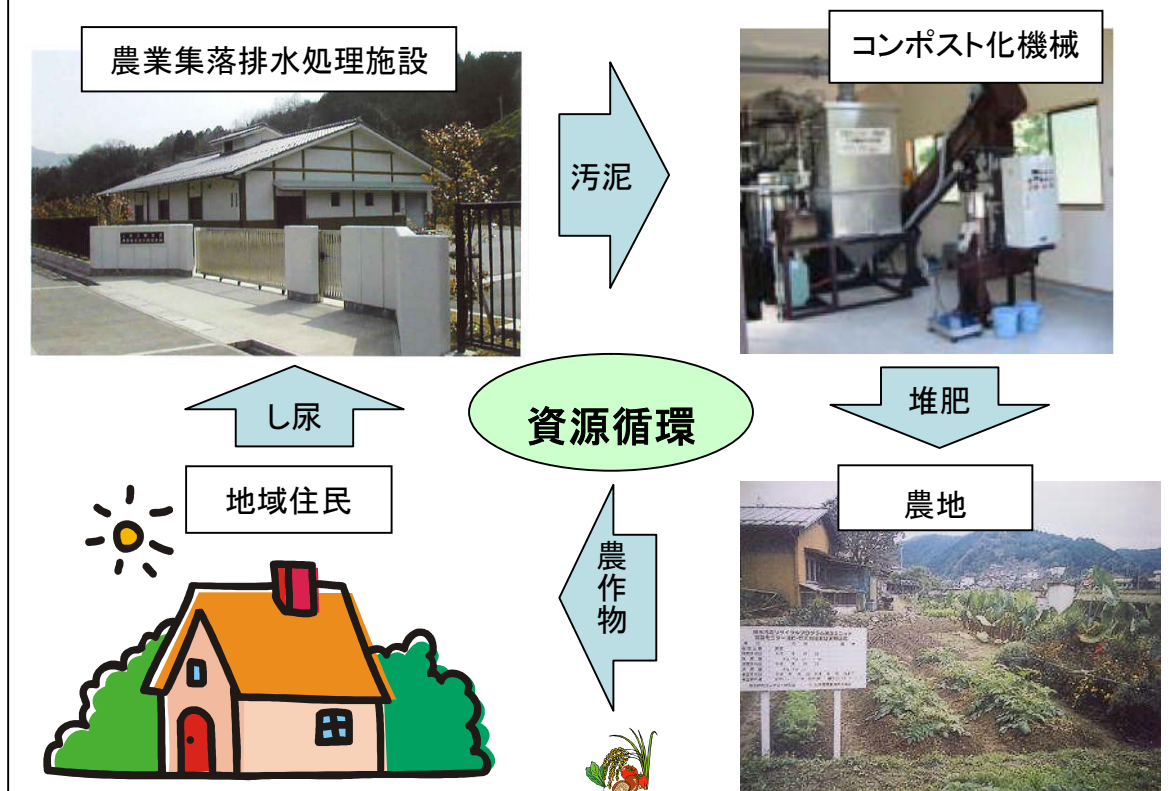 農業集落排水処理施設
コンポスト化機械
汚泥
し尿
資源循環
堆肥
地域住民
農地
農作物